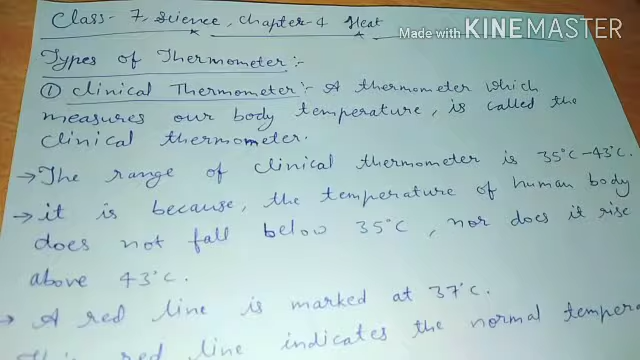 Class- 7, Science, Chapter-4 Heat
Made with KINEMASTER
Types of Thermometer:-
① Clinical Thermometer:- A thermometer which
measures our body temperature, is called the
clinical thermometer.
→ The range of clinical thermometer is 35°C-43°C.
→ it is because, the temperature of human body
does not fall below 35°C, nor does it rise
above 43°C.
→ A red line is marked at 37°C.
This red line indicates the normal tempera